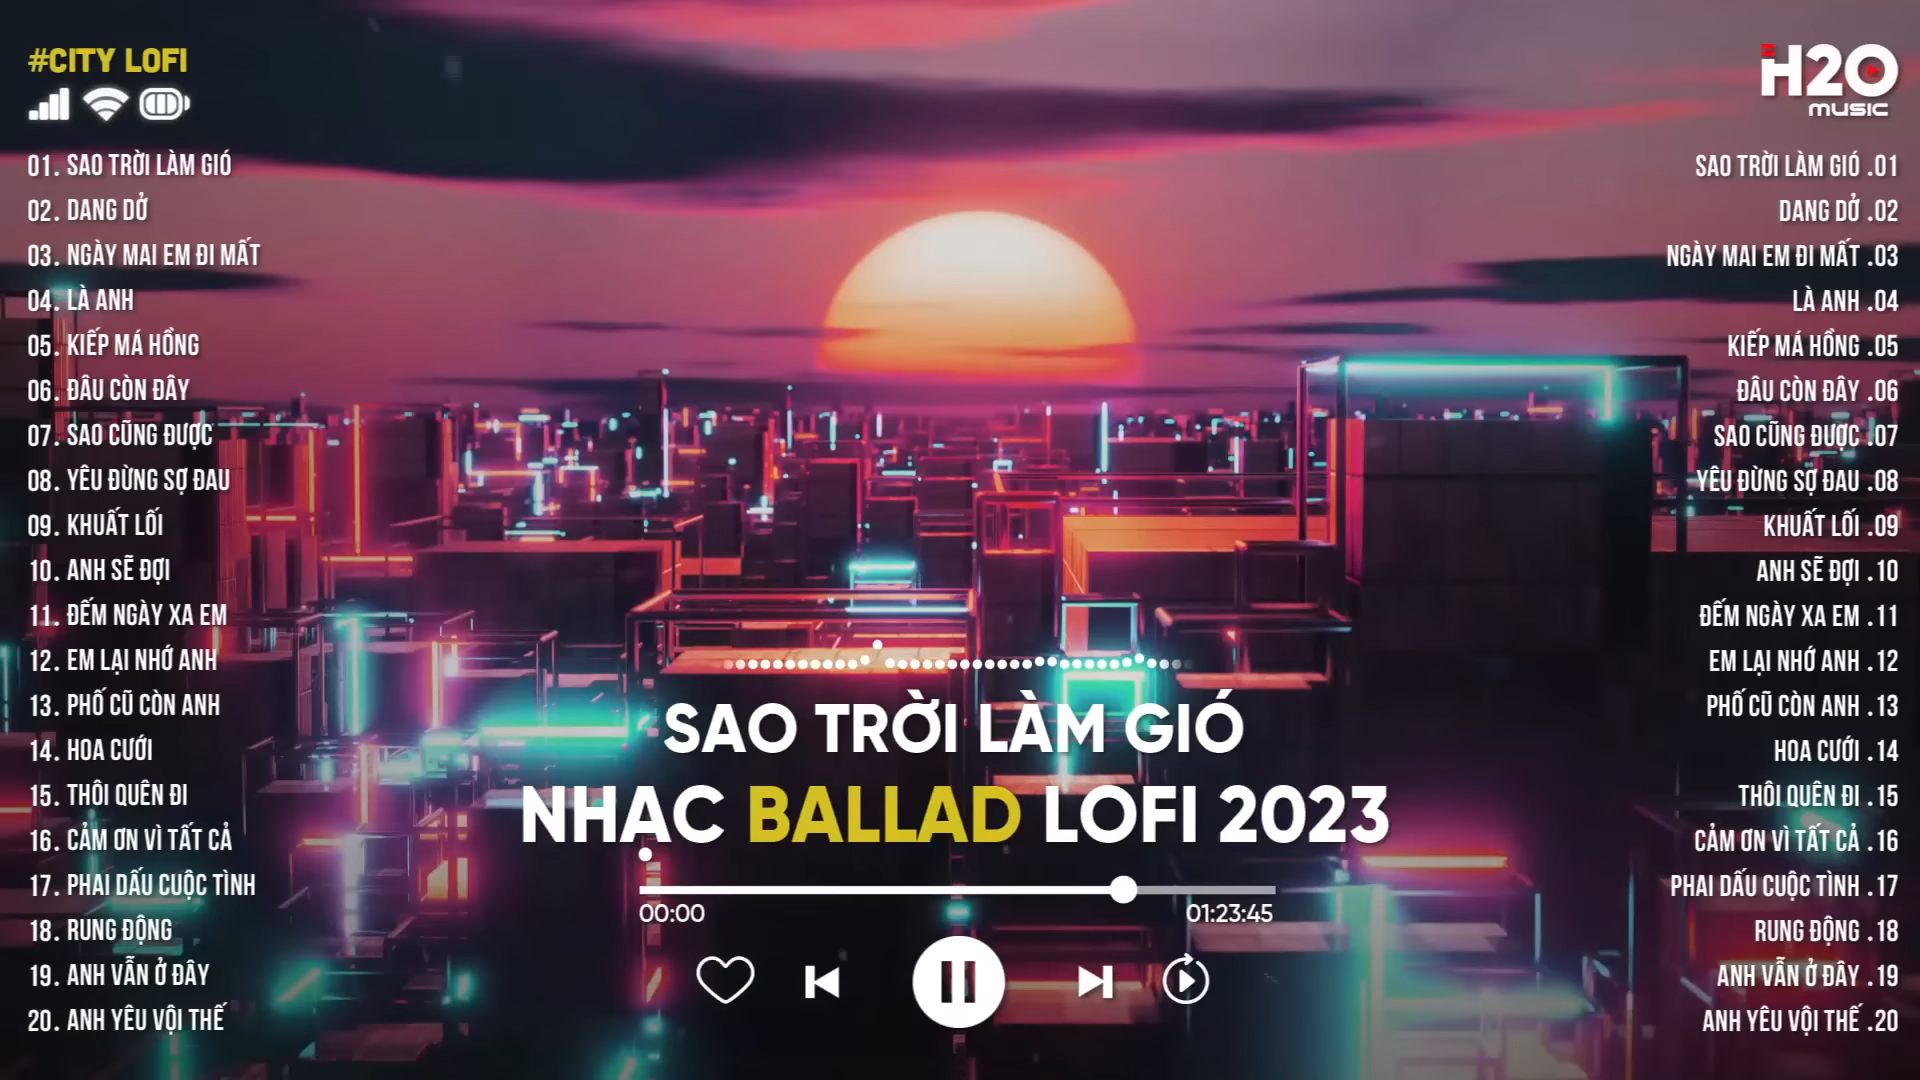 #CITY LOFI
H2O
MUSIC
01. SAO TRỜI LÀM GIÓ
02. DANG DỞ
03. NGÀY MAI EM ĐI MẤT
04. LÀ ANH
05. KIẾP MÁ HỒNG
06. ĐÂU CÒN ĐÂY
07. SAO CŨNG ĐƯỢC
08. YÊU ĐỪNG SỢ ĐAU
09. KHUẤT LỐI
10. ANH SẼ ĐỢI
11. ĐẾM NGÀY XA EM
12. EM LẠI NHỚ ANH
13. PHỐ CŨ CÒN ANH
14. HOA CƯỚI
15. THÔI QUÊN ĐI
16. CẢM ƠN VÌ TẤT CẢ
17. PHAI DẤU CUỘC TÌNH
18. RUNG ĐỘNG
19. ANH VẪN Ở ĐÂY
20. ANH YÊU VỘI THẾ
SAO TRỜI LÀM GIÓ .01
DANG DỞ .02
NGÀY MAI EM ĐI MẤT .03
LÀ ANH .04
KIẾP MÁ HỒNG .05
ĐÂU CÒN ĐÂY .06
SAO CŨNG ĐƯỢC .07
YÊU ĐỪNG SỢ ĐAU .08
KHUẤT LỐI .09
ANH SẼ ĐỢI .10
ĐẾM NGÀY XA EM .11
EM LẠI NHỚ ANH .12
PHỐ CŨ CÒN ANH .13
HOA CƯỚI .14
THÔI QUÊN ĐI .15
CẢM ƠN VÌ TẤT CẢ .16
PHAI DẤU CUỘC TÌNH .17
RUNG ĐỘNG .18
ANH VẪN Ở ĐÂY .19
ANH YÊU VỘI THẾ .20
SAO TRỜI LÀM GIÓ
NHẠC BALLAD LOFI 2023
00:00
01:23:45